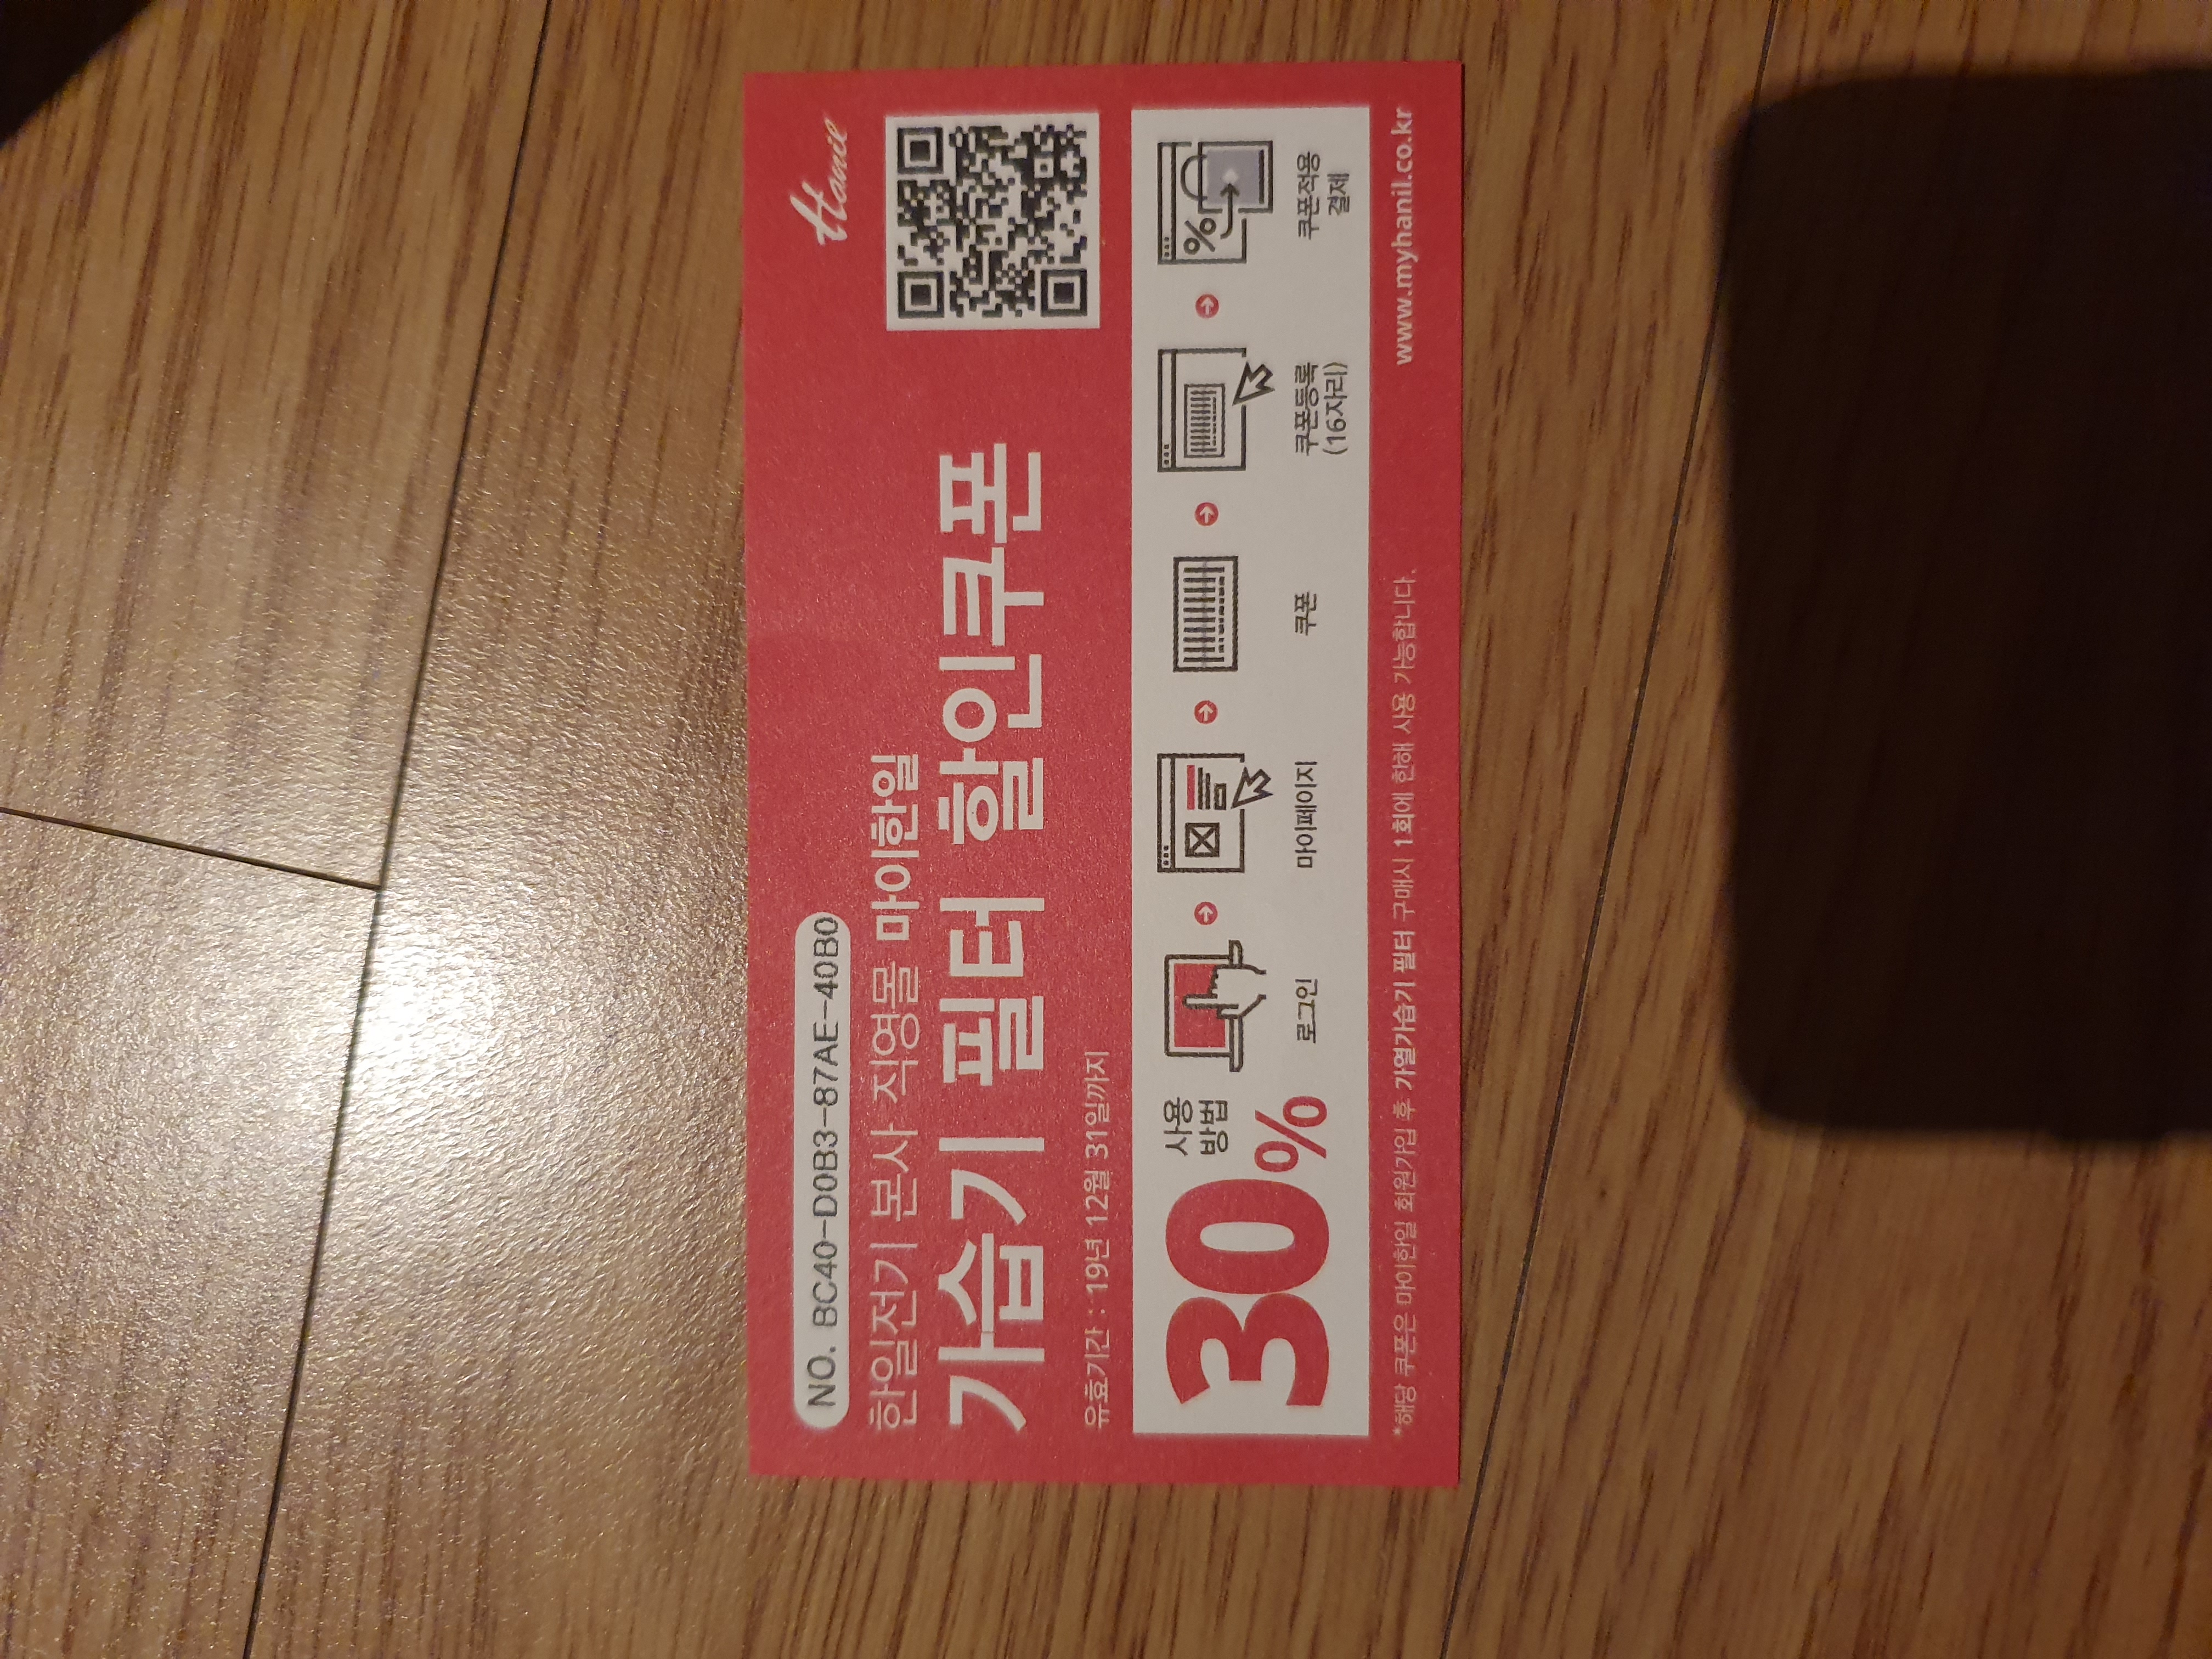 NO. BC40-D0B3-87AE-40B0
Hanil
한일전기 본사 직영몰 마이한일
가습기 필터 할인쿠폰
유효기간 : 19년 12월 31일까지
30%
사용
방법
로그인
마이페이지
쿠폰
쿠폰등록
(16자리)
쿠폰적용
결제
*해당 쿠폰은 마이한일 회원가입 후 가열가습기 필터 구매시 1회에 한해 사용 가능합니다.
www.myhanil.co.kr